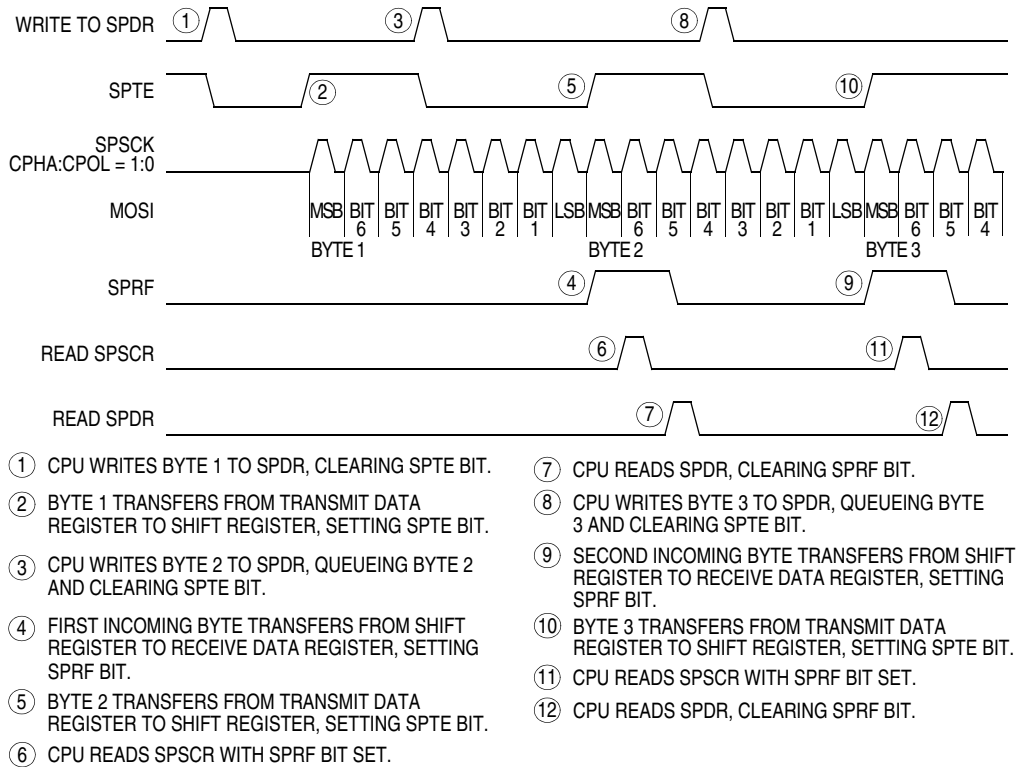 WRITE TO SPDR
1
3
8
SPTE
2
5
10
SPSCK
CPHA:CPOL = 1:0
MOSI
MSB BIT BIT BIT BIT BIT BIT LSB MSB BIT BIT BIT BIT BIT BIT LSB MSB BIT BIT BIT
6 5 4 3 2 1 6 5 4 3 2 1 6 5 4
BYTE 1 BYTE 2 BYTE 3
SPRF
4
9
READ SPSCR
6
11
READ SPDR
7
12
1 CPU WRITES BYTE 1 TO SPDR, CLEARING SPTE BIT.
2 BYTE 1 TRANSFERS FROM TRANSMIT DATA
REGISTER TO SHIFT REGISTER, SETTING SPTE BIT.
3 CPU WRITES BYTE 2 TO SPDR, QUEUEING BYTE 2
AND CLEARING SPTE BIT.
4 FIRST INCOMING BYTE TRANSFERS FROM SHIFT
REGISTER TO RECEIVE DATA REGISTER, SETTING
SPRF BIT.
5 BYTE 2 TRANSFERS FROM TRANSMIT DATA
REGISTER TO SHIFT REGISTER, SETTING SPTE BIT.
6 CPU READS SPSCR WITH SPRF BIT SET.
7 CPU READS SPDR, CLEARING SPRF BIT.
8 CPU WRITES BYTE 3 TO SPDR, QUEUEING BYTE
3 AND CLEARING SPTE BIT.
9 SECOND INCOMING BYTE TRANSFERS FROM SHIFT
REGISTER TO RECEIVE DATA REGISTER, SETTING
SPRF BIT.
10 BYTE 3 TRANSFERS FROM TRANSMIT DATA
REGISTER TO SHIFT REGISTER, SETTING SPTE BIT.
11 CPU READS SPSCR WITH SPRF BIT SET.
12 CPU READS SPDR, CLEARING SPRF BIT.